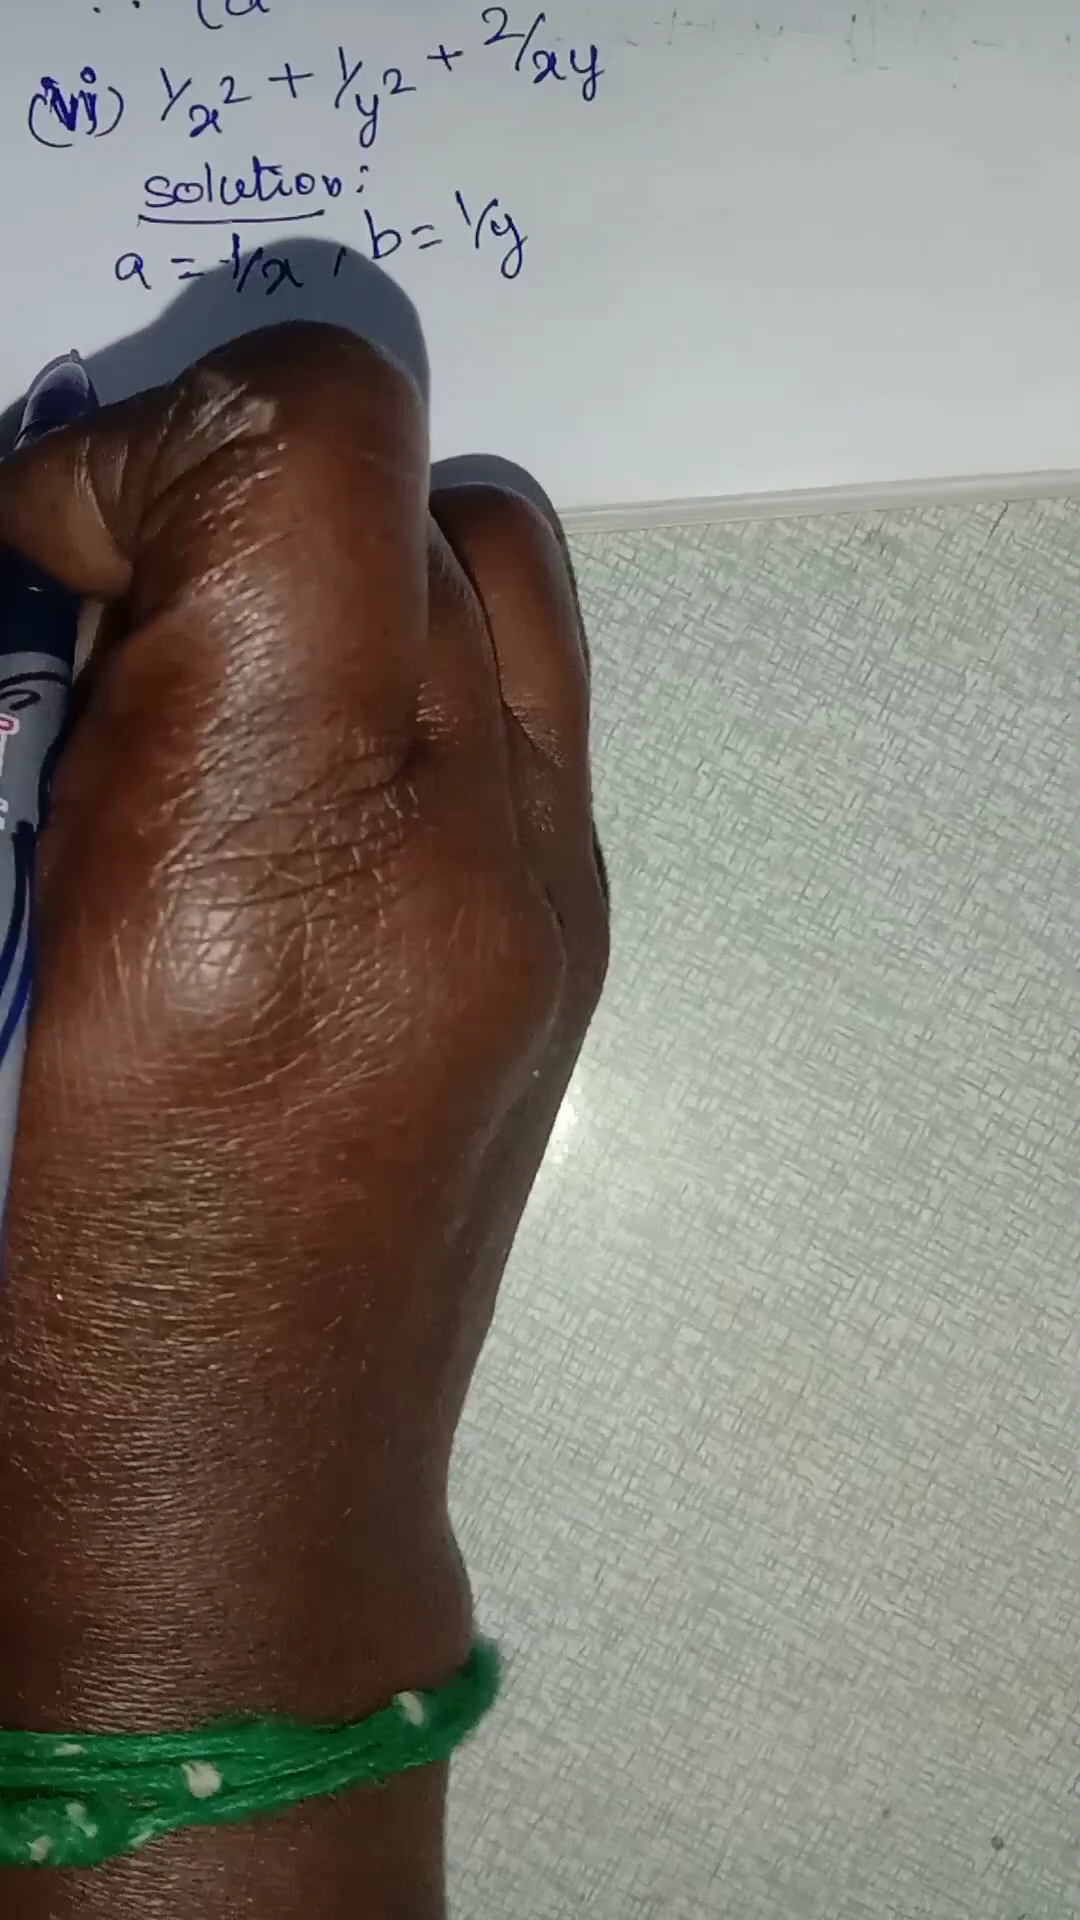 (vi) 1/x² + 1/y² + 2/xy
solution:
a = 1/x , b = 1/y